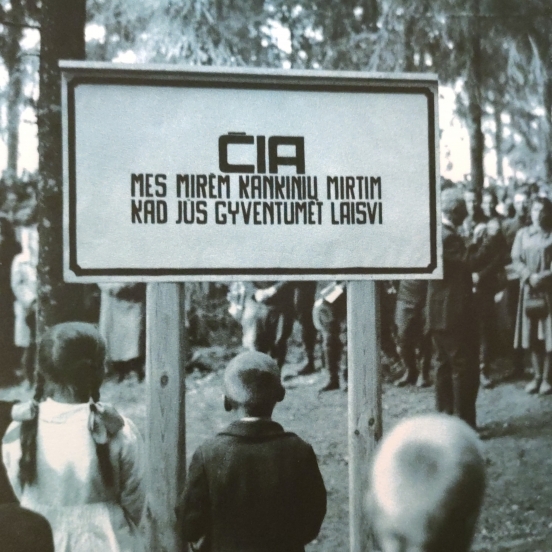 ČIA
MES MIRĖM KANKINIŲ MIRTIM
KAD JŪS GYVENTUMĖT LAISVI